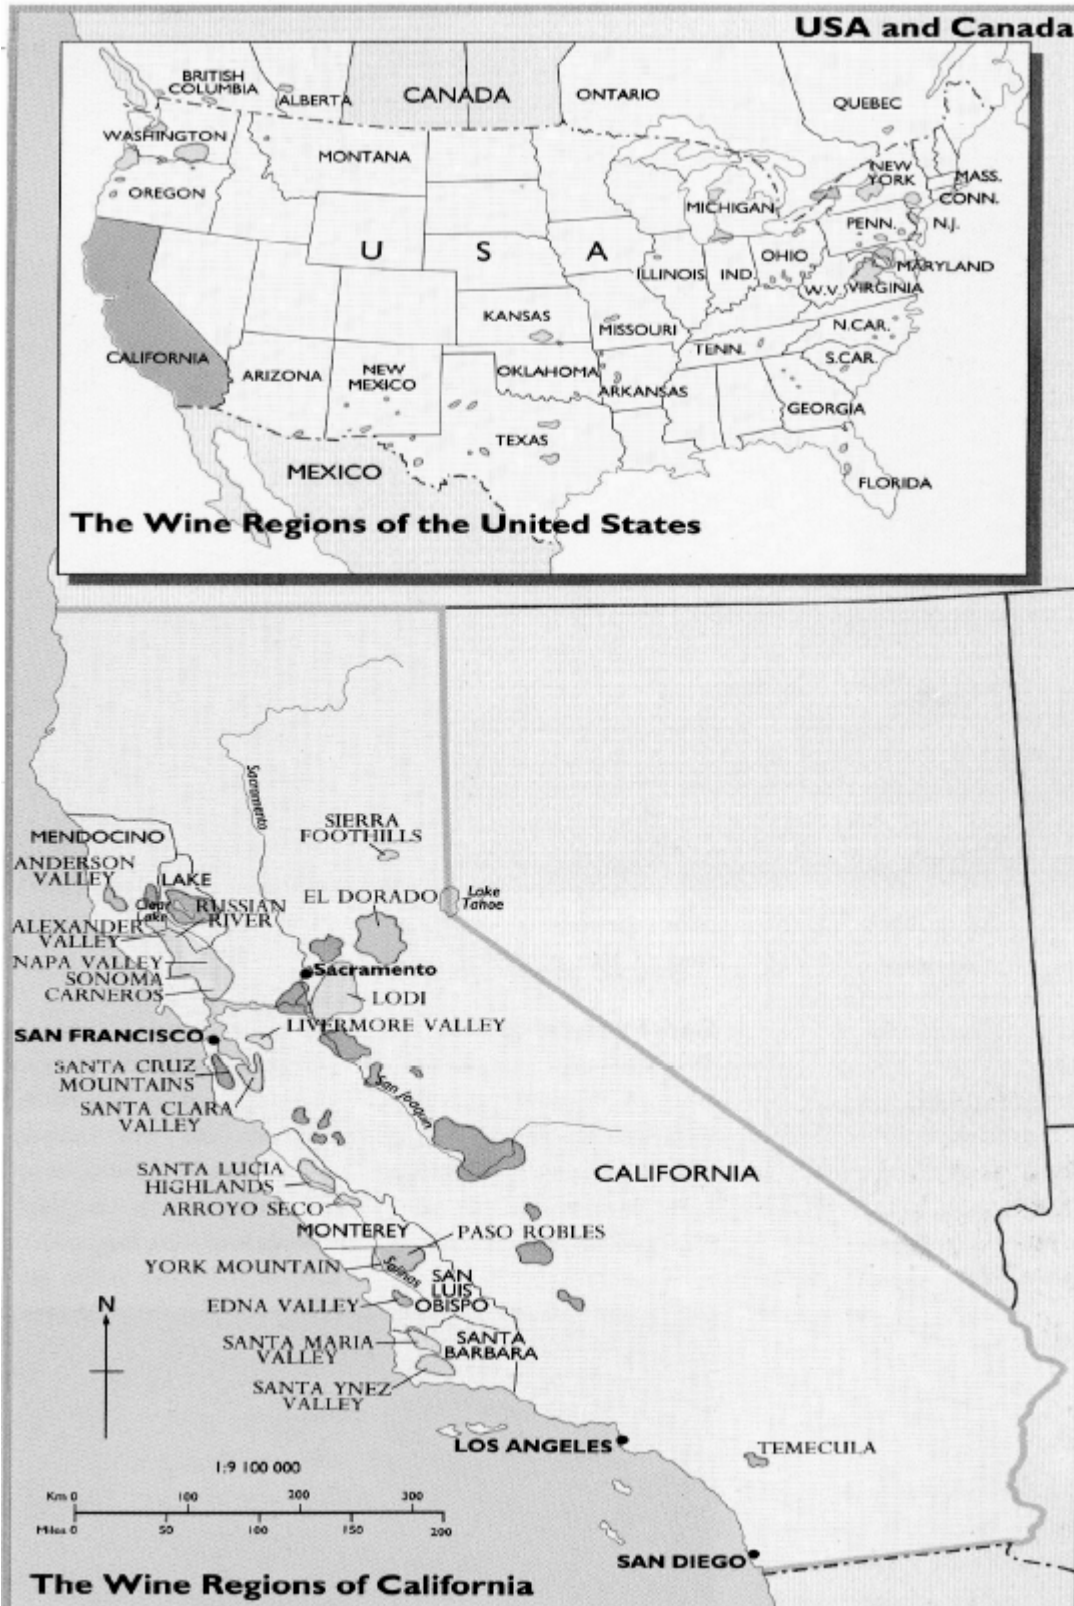 USA and Canada
BRITISH
COLUMBIA
ALBERTA
CANADA
ONTARIO
QUEBEC
WASHINGTON
MONTANA
OREGON
NEW
YORK
MASS.
CONN.
MICHIGAN
PENN.
N.J.
U S A
OHIO
ILLINOIS
IND.
MARYLAND
W.V.
VIRGINIA
KANSAS
MISSOURI
N.CAR.
TENN.
S.CAR.
CALIFORNIA
ARIZONA
NEW
MEXICO
OKLAHOMA
ARKANSAS
GEORGIA
TEXAS
MEXICO
FLORIDA
The Wine Regions of the United States
Sacramento
MENDOCINO
SIERRA
FOOTHILLS
ANDERSON
VALLEY
LAKE
EL DORADO
Lake
Tahoe
Clear
Lake
RUSSIAN
RIVER
ALEXANDER
VALLEY
NAPA VALLEY
SONOMA
CARNEROS
Sacramento
LODI
SAN FRANCISCO
LIVERMORE VALLEY
SANTA CRUZ
MOUNTAINS
San Joaquin
SANTA CLARA
VALLEY
SANTA LUCIA
HIGHLANDS
CALIFORNIA
ARROYO SECO
MONTEREY
PASO ROBLES
YORK MOUNTAIN
Salinas
SAN
LUIS
OBISPO
EDNA VALLEY
N
SANTA MARIA
VALLEY
SANTA
BARBARA
SANTA YNEZ
VALLEY
LOS ANGELES
TEMECULA
1:9 100 000
Km 0 100 200 300
Miles 0 50 100 150 200
SAN DIEGO
The Wine Regions of California